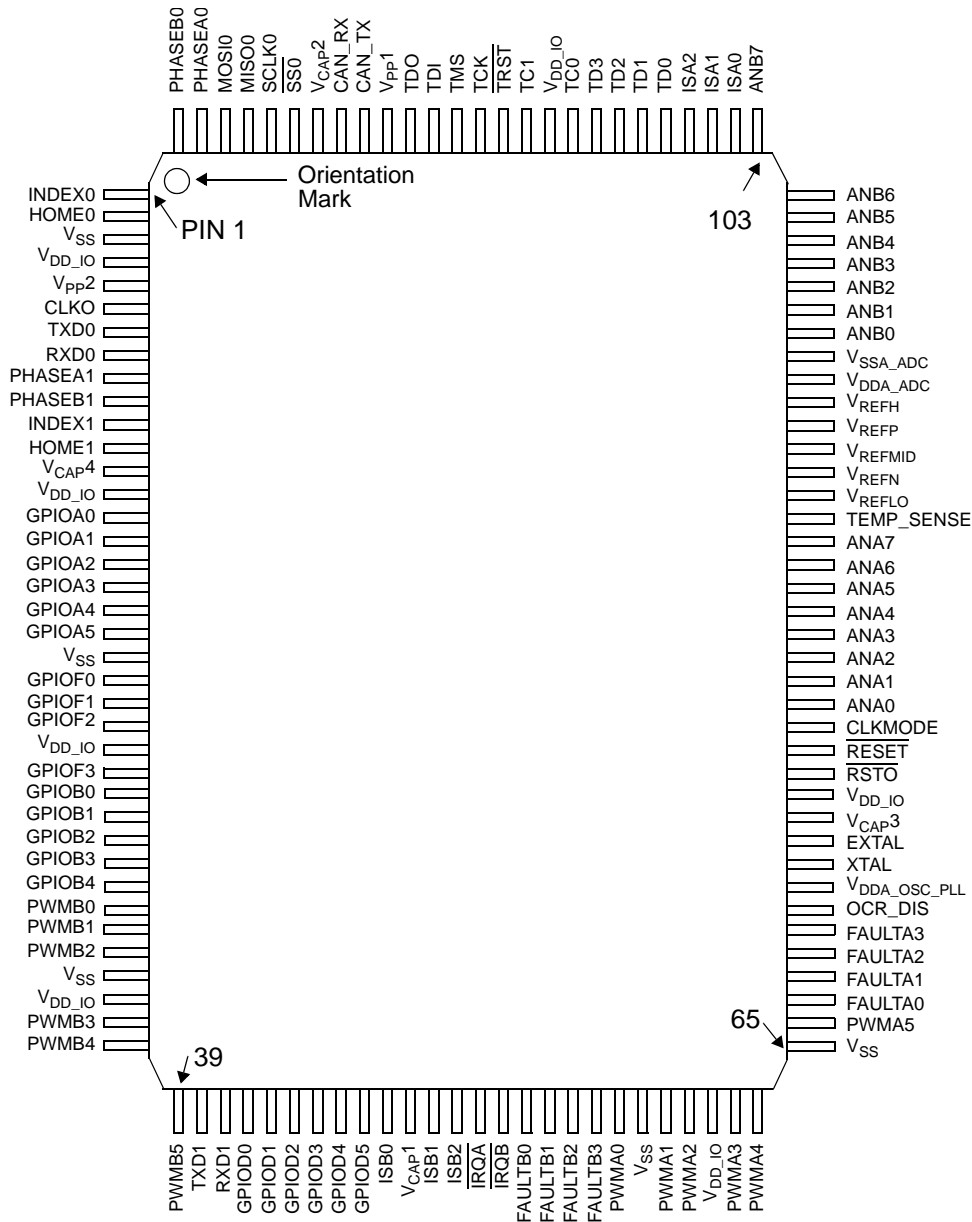 PHASEB0
PHASEA0
MOSI0
MISO0
SCLK0
SS0
VCAP2
CAN_RX
CAN_TX
VPP1
TDO
TDI
TMS
TCK
TRST
TC1
VDD_IO
TC0
TD3
TD2
TD1
TD0
ISA2
ISA1
ISA0
ANB7
Orientation
Mark
PIN 1
103
INDEX0
HOME0
VSS
VDD_IO
VPP2
CLKO
TXD0
RXD0
PHASEA1
PHASEB1
INDEX1
HOME1
VCAP4
VDD_IO
GPIOA0
GPIOA1
GPIOA2
GPIOA3
GPIOA4
GPIOA5
VSS
GPIOF0
GPIOF1
GPIOF2
VDD_IO
GPIOF3
GPIOB0
GPIOB1
GPIOB2
GPIOB3
GPIOB4
PWMB0
PWMB1
PWMB2
VSS
VDD_IO
PWMB3
PWMB4
ANB6
ANB5
ANB4
ANB3
ANB2
ANB1
ANB0
VSSA_ADC
VDDA_ADC
VREFH
VREFP
VREFMID
VREFN
VREFLO
TEMP_SENSE
ANA7
ANA6
ANA5
ANA4
ANA3
ANA2
ANA1
ANA0
CLKMODE
RESET
RSTO
VDD_IO
VCAP3
EXTAL
XTAL
VDDA_OSC_PLL
OCR_DIS
FAULTA3
FAULTA2
FAULTA1
FAULTA0
PWMA5
VSS
65
39
PWMB5
TXD1
RXD1
GPIOD0
GPIOD1
GPIOD2
GPIOD3
GPIOD4
GPIOD5
ISB0
VCAP1
ISB1
ISB2
IRQA
IRQB
FAULTB0
FAULTB1
FAULTB2
FAULTB3
PWMA0
VSS
PWMA1
PWMA2
VDD_IO
PWMA3
PWMA4